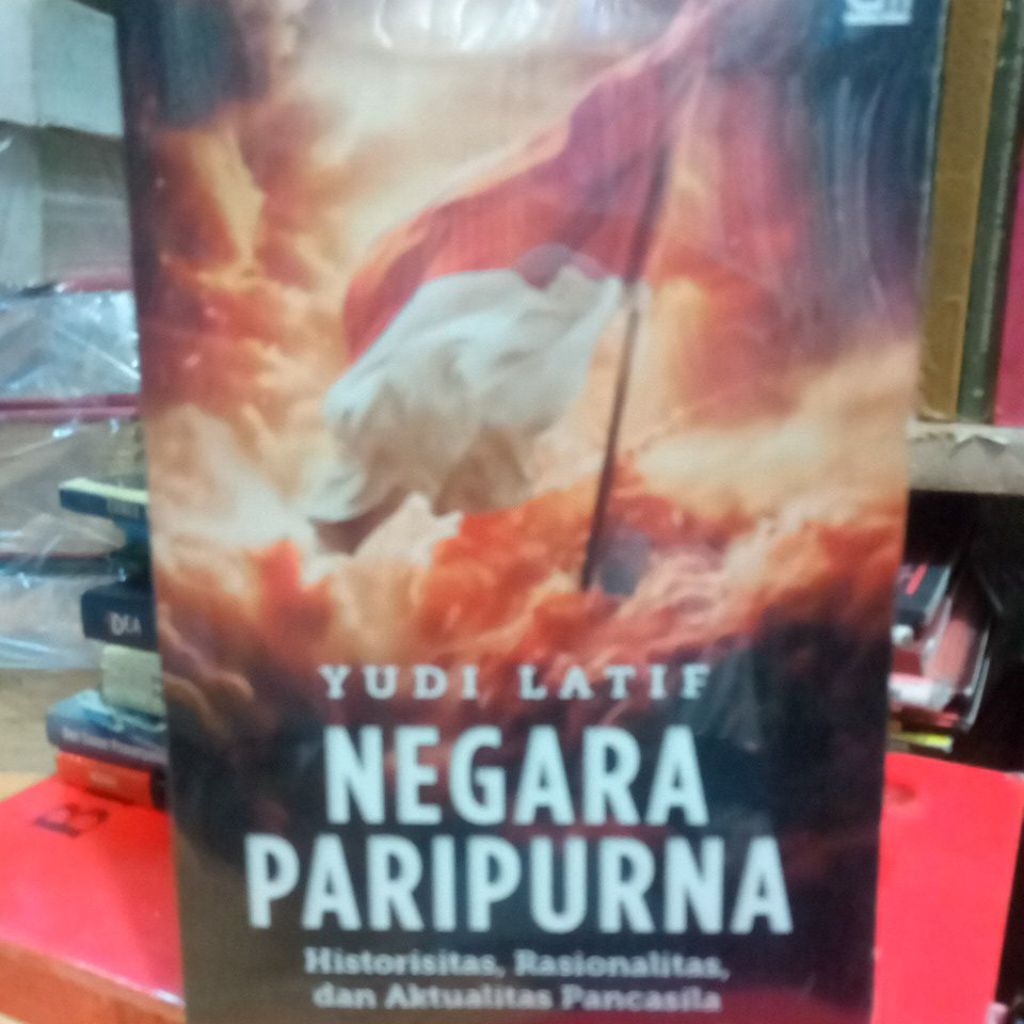 YUDI LATIF
NEGARA
PARIPURNA
Historisitas, Rasionalitas,
dan Aktualitas Pancasila
B